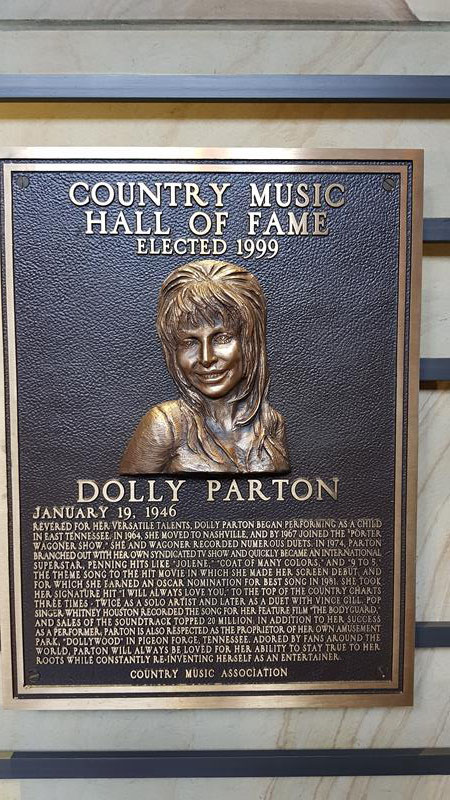 COUNTRY MUSIC
HALL OF FAME
ELECTED 1999
DOLLY PARTON
JANUARY 19, 1946
REVERED FOR HER VERSATILE TALENTS, DOLLY PARTON BEGAN PERFORMING AS A CHILD
IN EAST TENNESSEE. IN 1964, SHE MOVED TO NASHVILLE, AND BY 1967 JOINED THE "PORTER
WAGONER SHOW." SHE AND WAGONER RECORDED NUMEROUS DUETS. IN 1974, PARTON
BRANCHED OUT WITH HER OWN SYNDICATED TV SHOW AND QUICKLY BECAME AN INTERNATIONAL
SUPERSTAR, PENNING HITS LIKE "JOLENE," "COAT OF MANY COLORS," AND "9 TO 5,"
THE THEME SONG TO THE HIT MOVIE IN WHICH SHE MADE HER SCREEN DEBUT, AND
FOR WHICH SHE EARNED AN OSCAR NOMINATION FOR BEST SONG IN 1981. SHE TOOK
HER SIGNATURE HIT "I WILL ALWAYS LOVE YOU," TO THE TOP OF THE COUNTRY CHARTS
THREE TIMES - TWICE AS A SOLO ARTIST AND LATER AS A DUET WITH VINCE GILL. POP
SINGER WHITNEY HOUSTON RECORDED THE SONG FOR HER FEATURE FILM "THE BODYGUARD,"
AND SALES OF THE SOUNDTRACK TOPPED 20 MILLION. IN ADDITION TO HER SUCCESS
AS A PERFORMER, PARTON IS ALSO RESPECTED AS THE PROPRIETOR OF HER OWN AMUSEMENT
PARK, "DOLLYWOOD" IN PIGEON FORGE, TENNESSEE. ADORED BY FANS AROUND THE
WORLD, PARTON WILL ALWAYS BE LOVED FOR HER ABILITY TO STAY TRUE TO HER
ROOTS WHILE CONSTANTLY RE-INVENTING HERSELF AS AN ENTERTAINER.
COUNTRY MUSIC ASSOCIATION